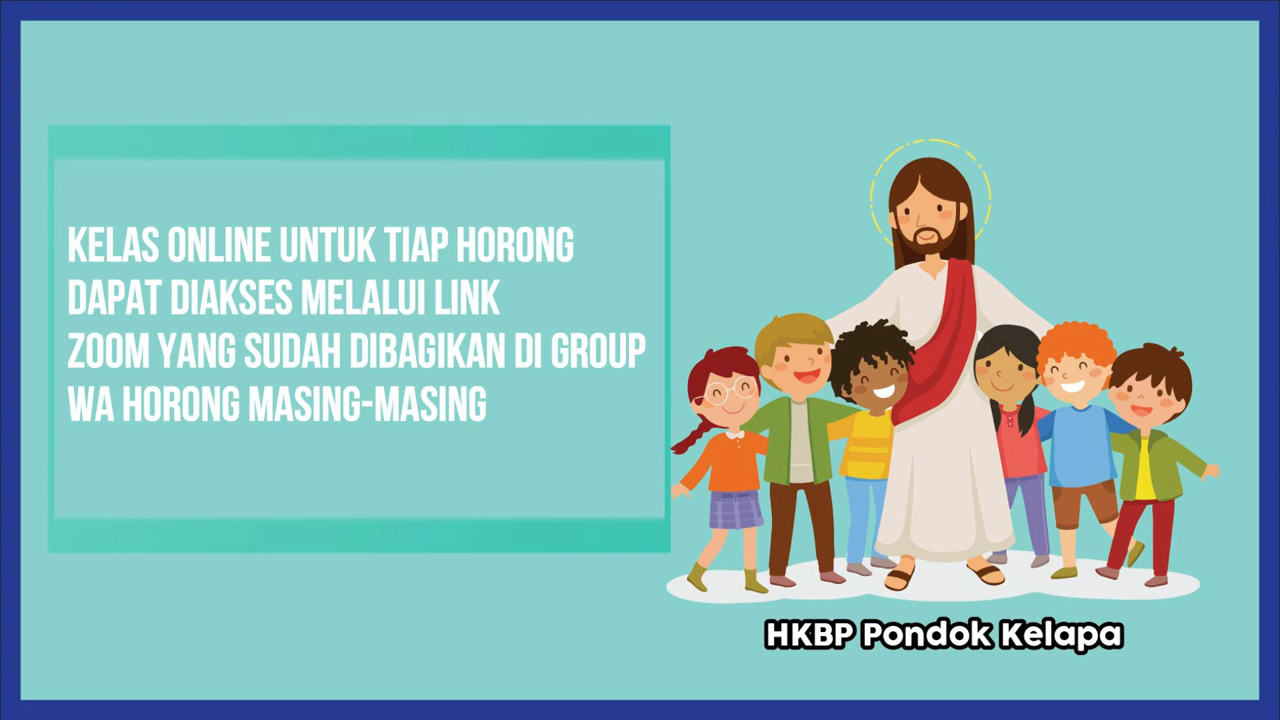 KELAS ONLINE UNTUK TIAP HORONG
DAPAT DIAKSES MELALUI LINK
ZOOM YANG SUDAH DIBAGIKAN DI GROUP
WA HORONG MASING-MASING
HKBP Pondok Kelapa